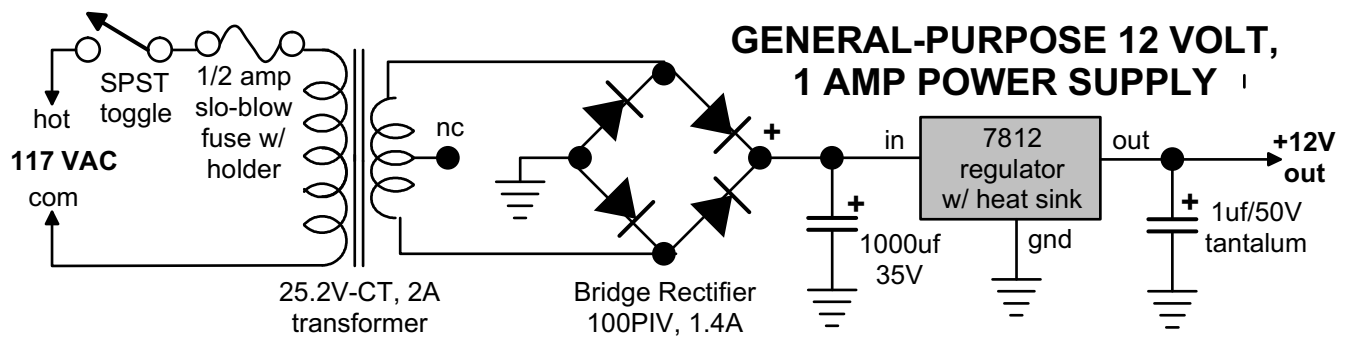 GENERAL-PURPOSE 12 VOLT,
1 AMP POWER SUPPLY
SPST
toggle
1/2 amp
slo-blow
fuse w/
holder
hot
117 VAC
com
nc
25.2V-CT, 2A
transformer
Bridge Rectifier
100PIV, 1.4A
+
in
7812
regulator
w/ heat sink
out
gnd
+
1000uf
35V
+12V
out
+
1uf/50V
tantalum